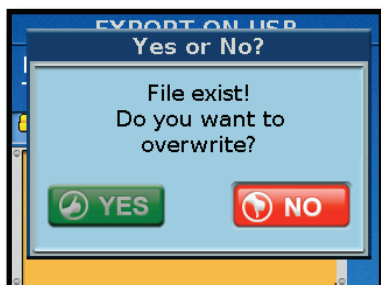 EXPORT ON USB
Yes or No?
File exist!
Do you want to
overwrite?
YES
NO